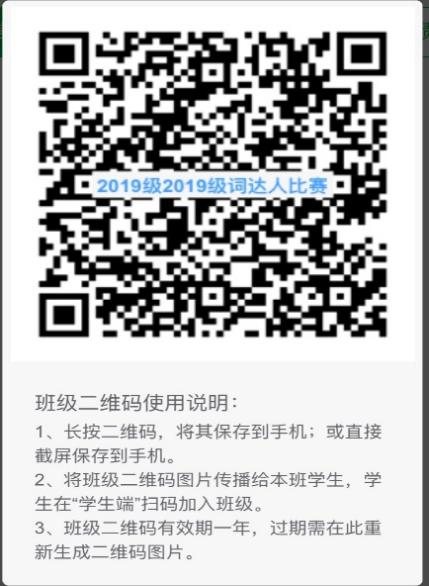 2019级2019级词达人比赛
班级二维码使用说明：
1、长按二维码，将其保存到手机；或直接
截屏保存到手机。
2、将班级二维码图片传播给本班学生，学
生在“学生端”扫码加入班级。
3、班级二维码有效期一年，过期需在此重
新生成二维码图片。